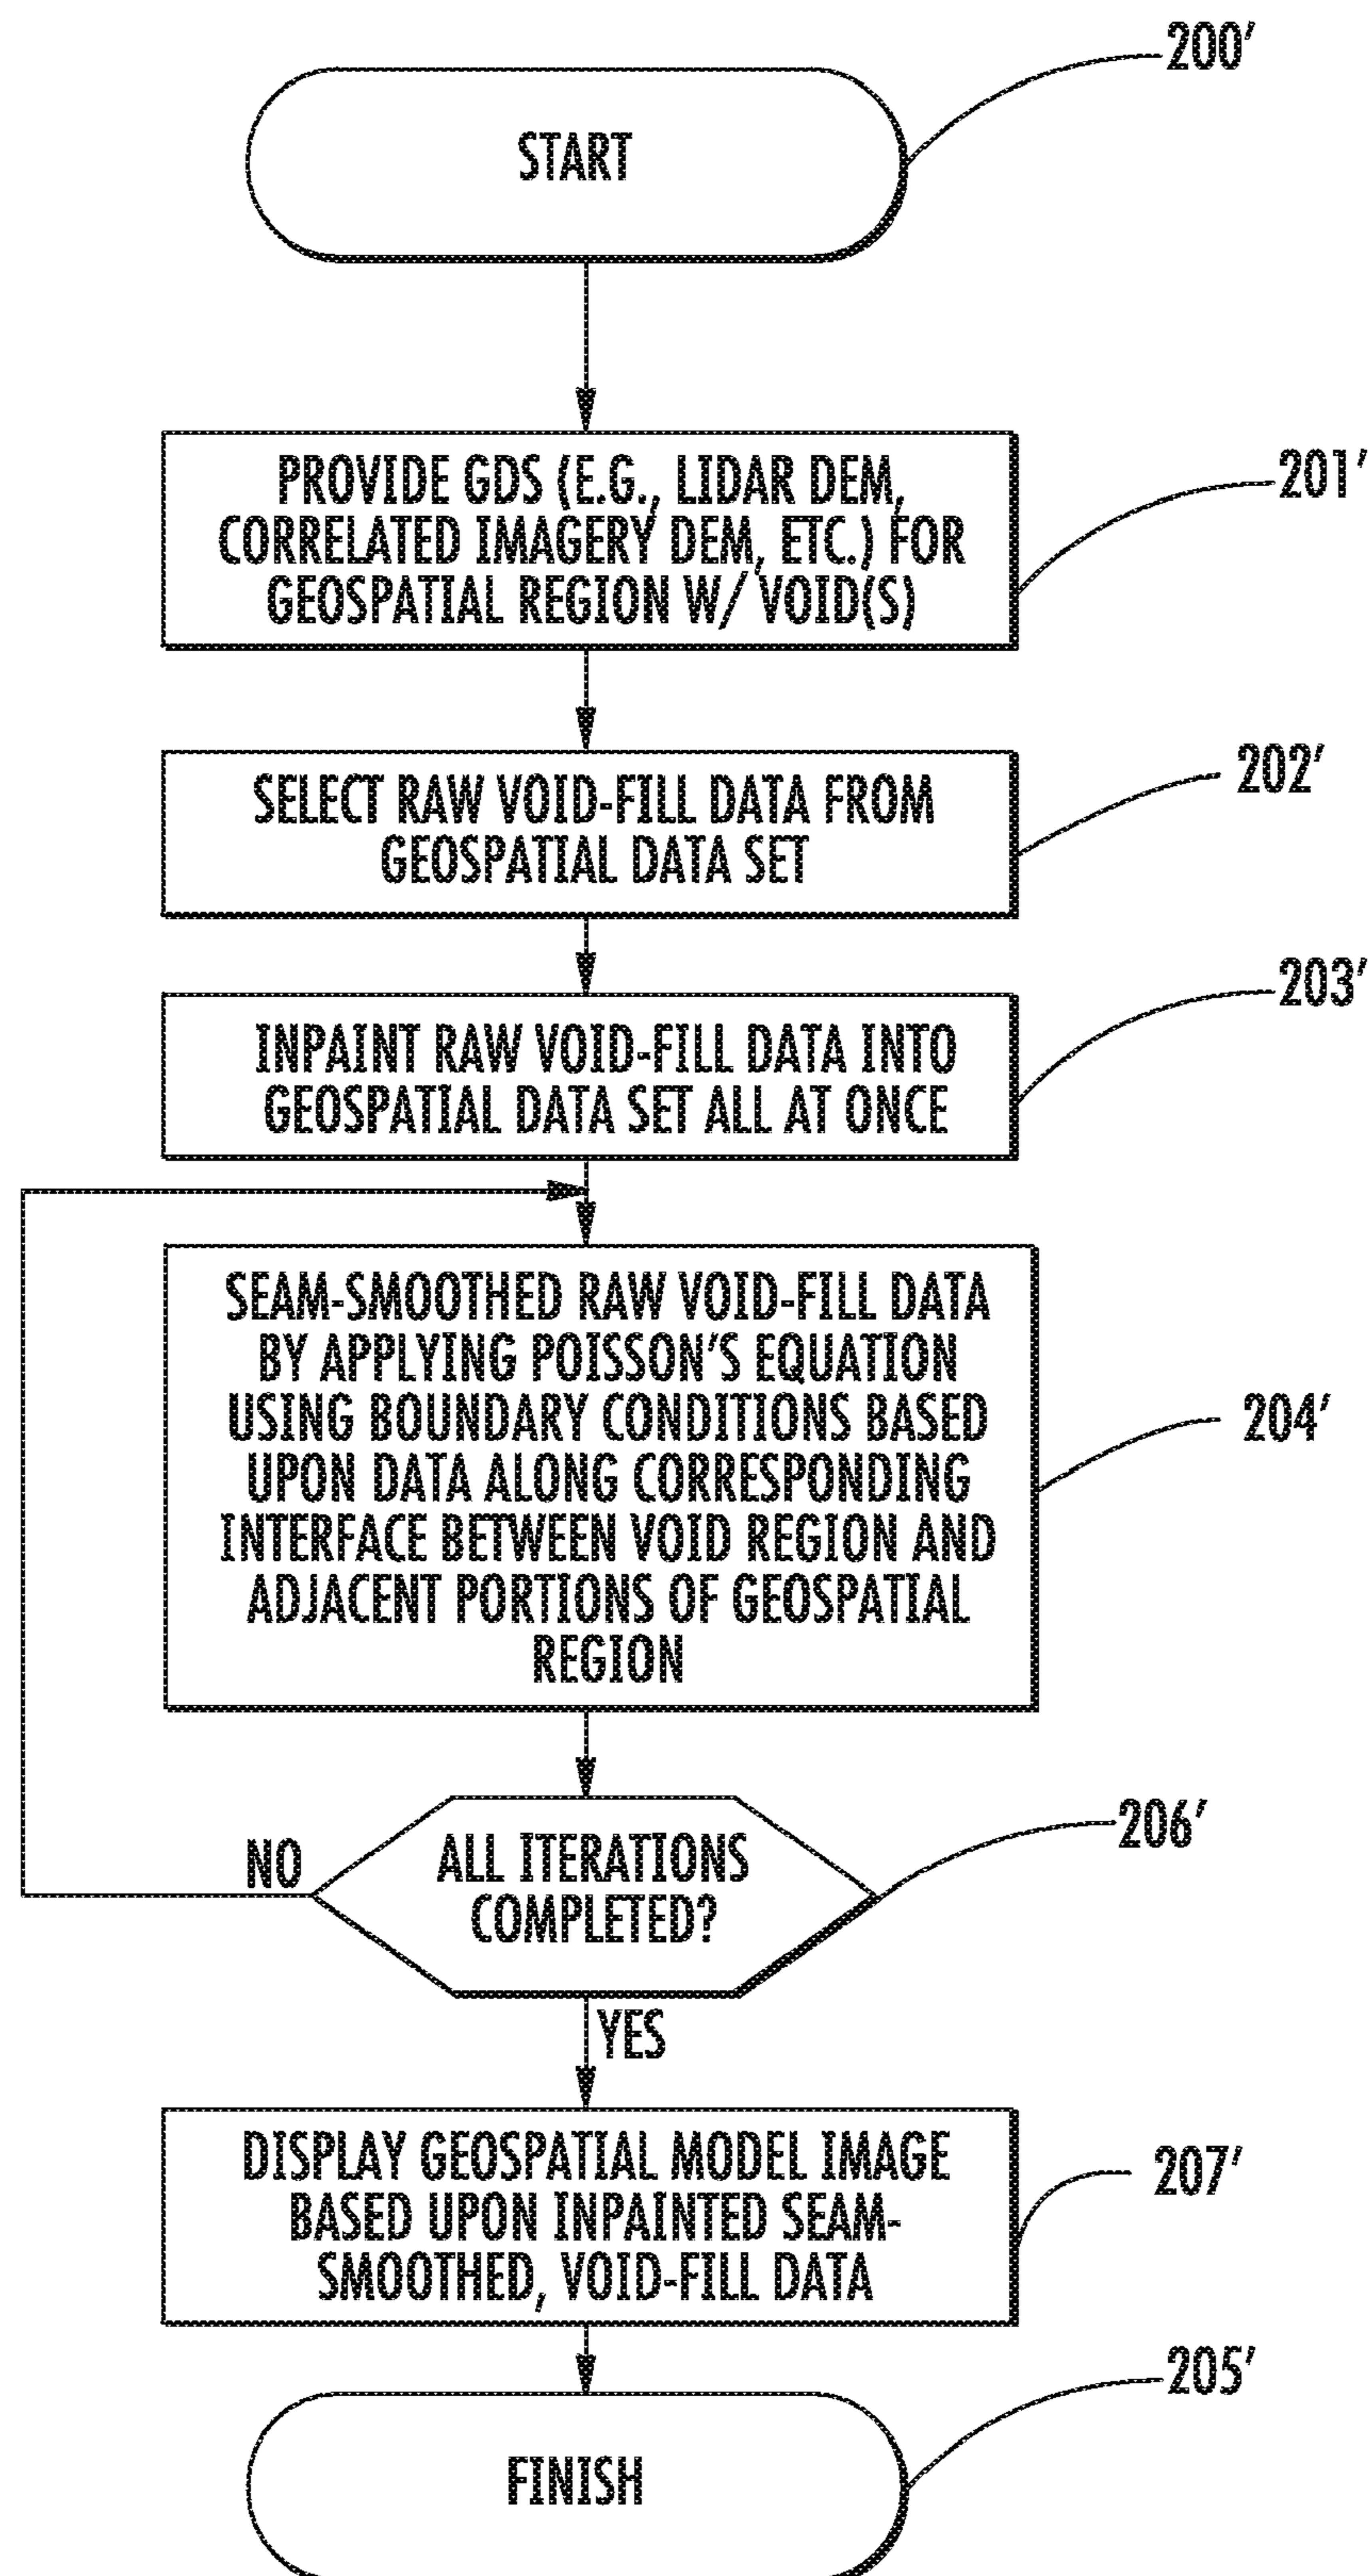 200'
START
PROVIDE GDS (E.G., LIDAR DEM,
CORRELATED IMAGERY DEM, ETC.) FOR
GEOSPATIAL REGION W/ VOID(S)
201'
SELECT RAW VOID-FILL DATA FROM
GEOSPATIAL DATA SET
202'
INPAINT RAW VOID-FILL DATA INTO
GEOSPATIAL DATA SET ALL AT ONCE
203'
SEAM-SMOOTHED RAW VOID-FILL DATA
BY APPLYING POISSON'S EQUATION
USING BOUNDARY CONDITIONS BASED
UPON DATA ALONG CORRESPONDING
INTERFACE BETWEEN VOID REGION AND
ADJACENT PORTIONS OF GEOSPATIAL
REGION
204'
NO
ALL ITERATIONS
COMPLETED?
206'
YES
DISPLAY GEOSPATIAL MODEL IMAGE
BASED UPON INPAINTED SEAM-
SMOOTHED, VOID-FILL DATA
207'
205'
FINISH